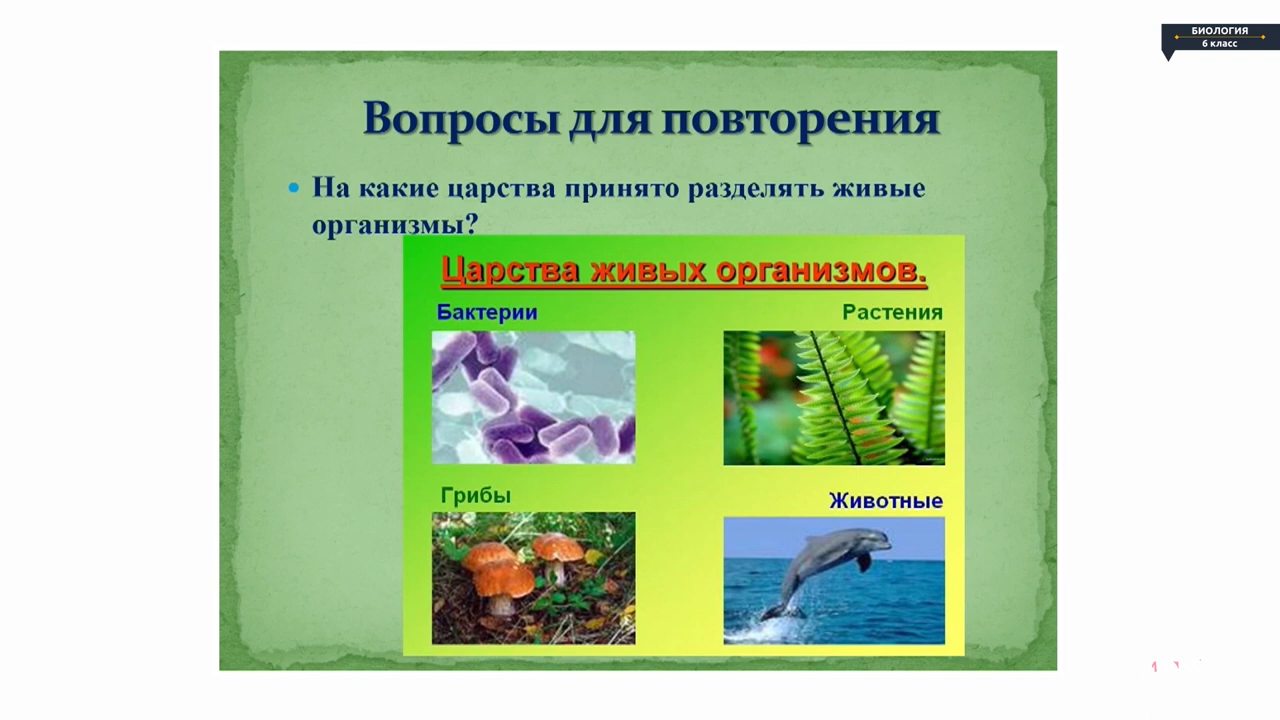 БИОЛОГИЯ
6 класс
Вопросы для повторения
На какие царства принято разделять живые
организмы?
Царства живых организмов.
Бактерии
Растения
Грибы
Животные